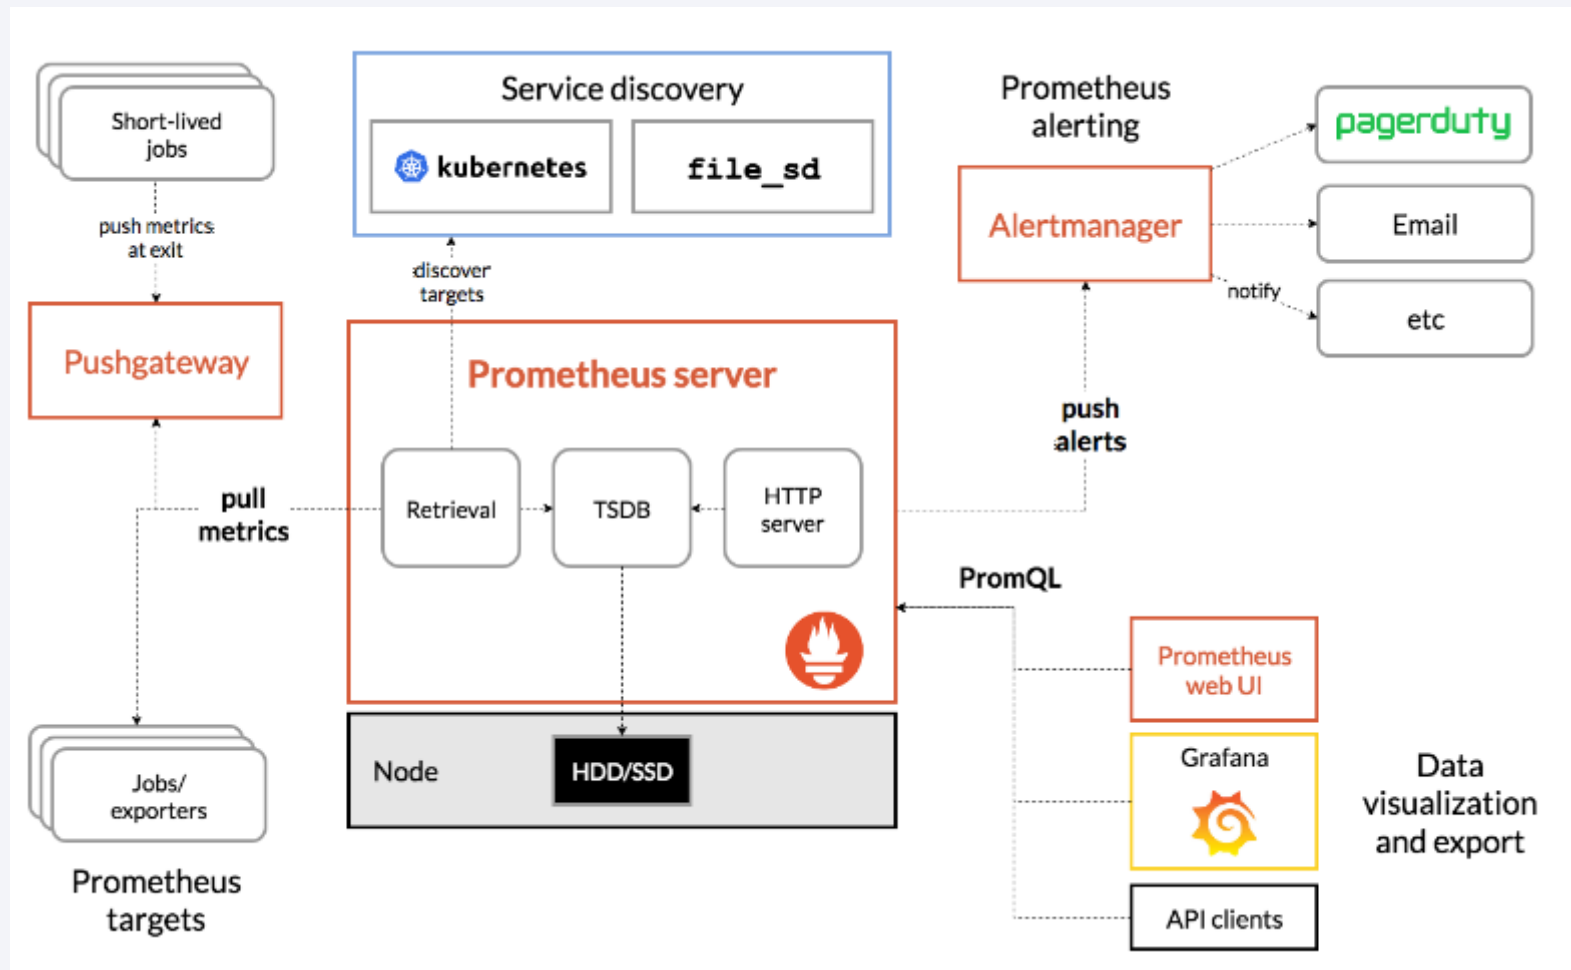 Short-lived
jobs
push metrics
at exit
Pushgateway
pull
metrics
Jobs/
exporters
Prometheus
targets
Service discovery
kubernetes
file_sd
discover
targets
Prometheus server
Retrieval
TSDB
HTTP
server
Node
HDD/SSD
Prometheus
alerting
Alertmanager
pagerduty
Email
etc
notify
push
alerts
PromQL
Prometheus
web UI
Grafana
API clients
Data
visualization
and export